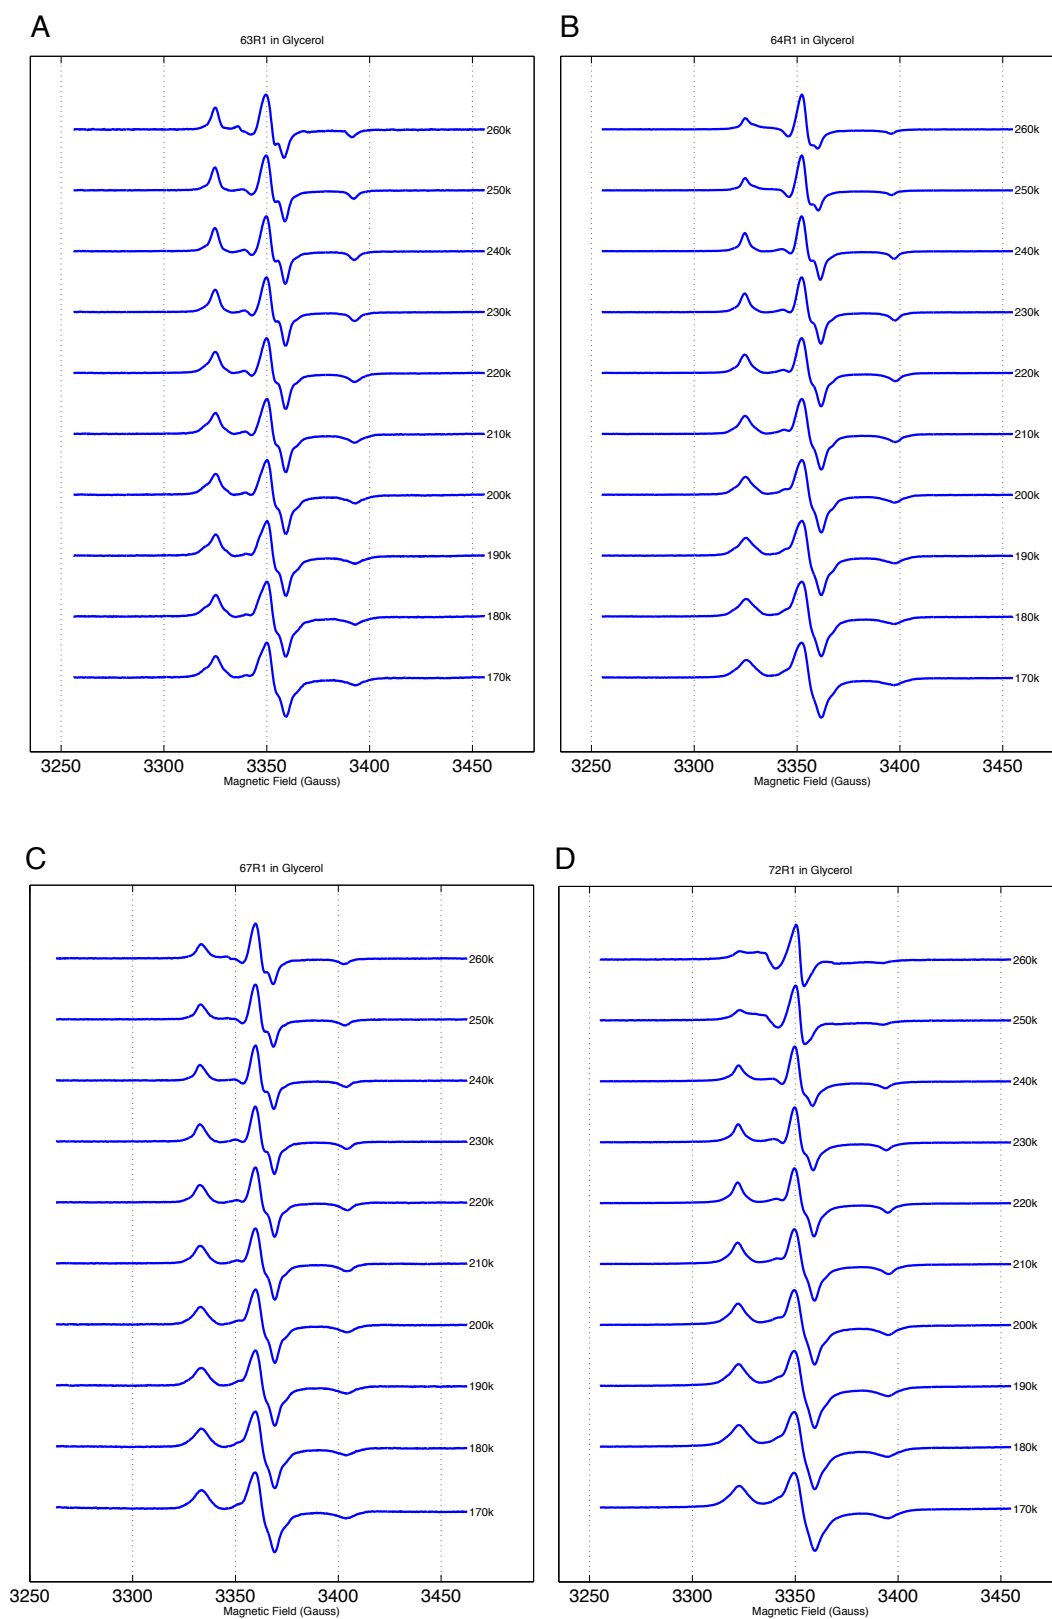 A
63R1 in Glycerol
260k
250k
240k
230k
220k
210k
200k
190k
180k
170k
3250 3300 3350 3400 3450
Magnetic Field (Gauss)
B
64R1 in Glycerol
260k
250k
240k
230k
220k
210k
200k
190k
180k
170k
3250 3300 3350 3400 3450
Magnetic Field (Gauss)
C
67R1 in Glycerol
260k
250k
240k
230k
220k
210k
200k
190k
180k
170k
3250 3300 3350 3400 3450
Magnetic Field (Gauss)
D
72R1 in Glycerol
260k
250k
240k
230k
220k
210k
200k
190k
180k
170k
3250 3300 3350 3400 3450
Magnetic Field (Gauss)